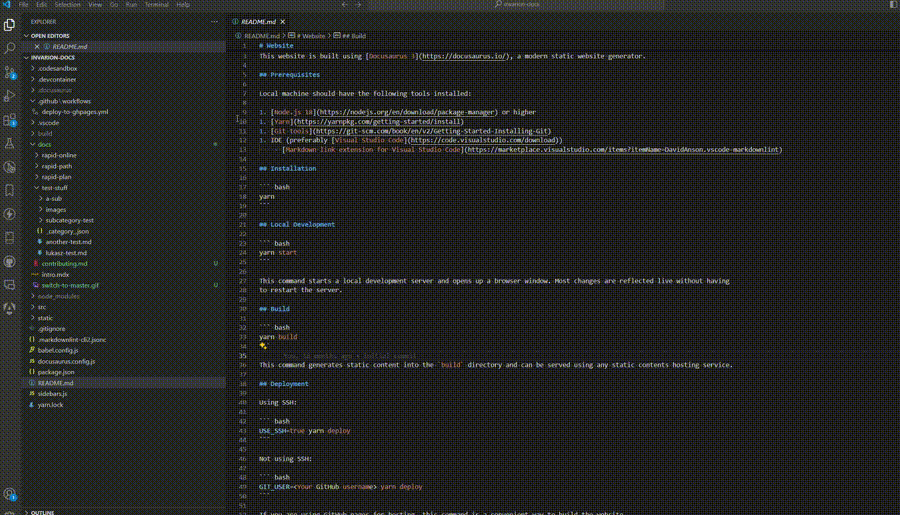 File Edit Selection View Go Run Terminal Help
invarion-docs
EXPLORER
OPEN EDITORS
README.md
INVARION-DOCS
.codesandbox
.devcontainer
.docusaurus
.github\workflows
deploy-to-ghpages.yml
.vscode
build
docs
rapid-online
rapid-path
rapid-plan
test-stuff
a-subr
images
subcategory-test
_category_.json
another-test.md
lukasz-test.md
contributing.md U
intro.mdx
switch-to-master.gif U
node_modules
src
static
.gitignore
.markdownlint-cli2.jsonc
babel.config.js
docusaurus.config.js
package.json
README.md
sidebars.js
yarn.lock
OUTLINE
README.md
README.md > # Website > ## Build
1 # Website
3 This website is built using [Docusaurus 3](https://docusaurus.io/), a modern static website generator.
4
5 ## Prerequisites
6
7 Local machine should have the following tools installed:
8
9 1. [Node.js 18](https://nodejs.org/en/download/package-manager) or higher
10 1. [Yarn](https://yarnpkg.com/getting-started/install)
11 1. [Git tools](https://git-scm.com/book/en/v2/Getting-Started-Installing-Git)
12 1. IDE (preferably [Visual Studio Code](https://code.visualstudio.com/download))
13 - [Markdown lint extension for Visual Studio Code](https://marketplace.visualstudio.com/items?itemName=DavidAnson.vscode-markdownlint)
14
15 ## Installation
16
17 ``` bash
18 yarn
19 ```
20
21 ## Local Development
22
23 ``` bash
24 yarn start
25 ```
26
27 This command starts a local development server and opens up a browser window. Most changes are reflected live without having
28 to restart the server.
29
30 ## Build
31
32 ``` bash
33 yarn build
34
35 You, ago • Initial commit
36 This command generates static content into the `build` directory and can be served using any static contents hosting service.
37
38 ## Deployment
39
40 Using SSH:
41
42 ``` bash
43 USE_SSH=true yarn deploy
44 ```
45
46 Not using SSH:
47
48 ``` bash
49 GIT_USER=<Your GitHub username> yarn deploy
50 ```
51
If you are using GitHub pages for hosting, this command is a convenient way to build the website